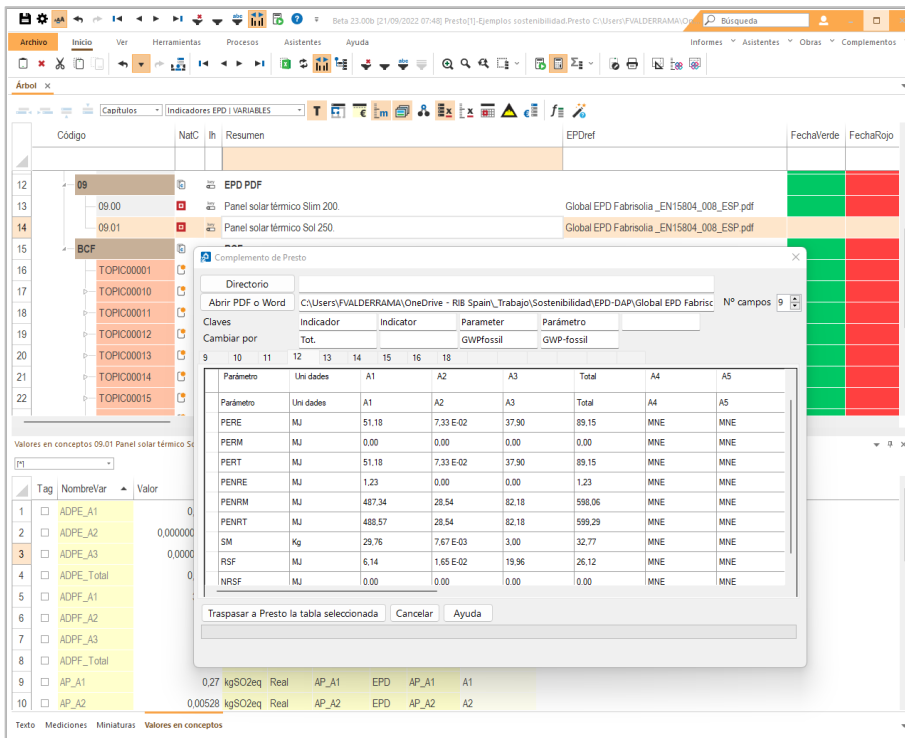 Beta 23.00b [21/09/2022 07:48] Presto[1]-Ejemplos sostenibilidad.Presto C:\Users\FVALDERRAMA\On
Búsqueda
Archivo Inicio Ver Herramientas Procesos Asistentes Ayuda Informes Asistentes Obras Complementos
Árbol
Capítulos Indicadores EPD | VARIABLES
Código NatC Ih Resumen EPDref FechaVerde FechaRojo
12 09 EPD PDF
13 09.00 Panel solar térmico Slim 200. Global EPD Fabrisolia _EN15804_008_ESP.pdf
14 09.01 Panel solar térmico Sol 250. Global EPD Fabrisolia _EN15804_008_ESP.pdf
15 BCF
16 TOPIC00001
17 TOPIC00010
18 TOPIC00011
19 TOPIC00012
20 TOPIC00013
21 TOPIC00014
22 TOPIC00015
Complemento de Presto
Directorio
Abrir PDF o Word C:\Users\FVALDERRAMA\OneDrive - RIB Spain\_Trabajo\Sostenibilidad\EPD-DAP\Global EPD Fabrisc Nº campos 9
Claves Indicador Indicator Parameter Parámetro
Cambiar por Tot. GWPfossil GWP-fossil
9 10 11 12 13 14 15 16 18
Parámetro Uni dades A1 A2 A3 Total A4 A5
Parámetro Uni dades A1 A2 A3 Total A4 A5
PERE MJ 51,18 7,33 E-02 37,90 89,15 MNE MNE
PERM MJ 0,00 0,00 0,00 0,00 MNE MNE
PERT MJ 51,18 7,33 E-02 37,90 89,15 MNE MNE
PENRE MJ 1,23 0,00 0,00 1,23 MNE MNE
PENRM MJ 487,34 28,54 82,18 598,06 MNE MNE
PENRT MJ 488,57 28,54 82,18 599,29 MNE MNE
SM Kg 29,76 7,67 E-03 3,00 32,77 MNE MNE
RSF MJ 6,14 1,65 E-02 19,96 26,12 MNE MNE
NRSF MJ 0.00 0.00 0.00 0.00 MNE MNE
Traspasar a Presto la tabla seleccionada Cancelar Ayuda
Valores en conceptos 09.01 Panel solar térmico So
[*]
Tag NombreVar Valor
1 ADPE_A1 0
2 ADPE_A2 0,000000
3 ADPE_A3 0,0000
4 ADPE_Total 0,
5 ADPF_A1
6 ADPF_A2
7 ADPF_A3
8 ADPF_Total
9 AP_A1 0,27 kgSO2eq Real AP_A1 EPD AP_A1 A1
10 AP_A2 0,00528 kgSO2eq Real AP_A2 EPD AP_A2 A2
Texto Mediciones Miniaturas Valores en conceptos